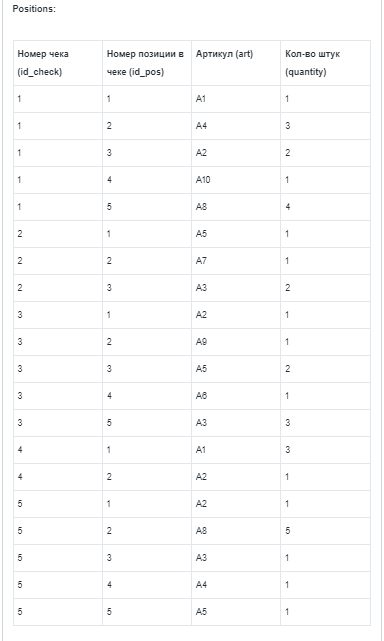 Positions:
Номер чека Номер позиции в Артикул (art) Кол-во штук
(id_check) чеке (id_pos) (quantity)
1 1 A1 1
1 2 A4 3
1 3 A2 2
1 4 A10 1
1 5 A8 4
2 1 A5 1
2 2 A7 1
2 3 A3 2
3 1 A2 1
3 2 A9 1
3 3 A5 2
3 4 A6 1
3 5 A3 3
4 1 A1 3
4 2 A2 1
5 1 A2 1
5 2 A8 5
5 3 A3 1
5 4 A4 1
5 5 A5 1